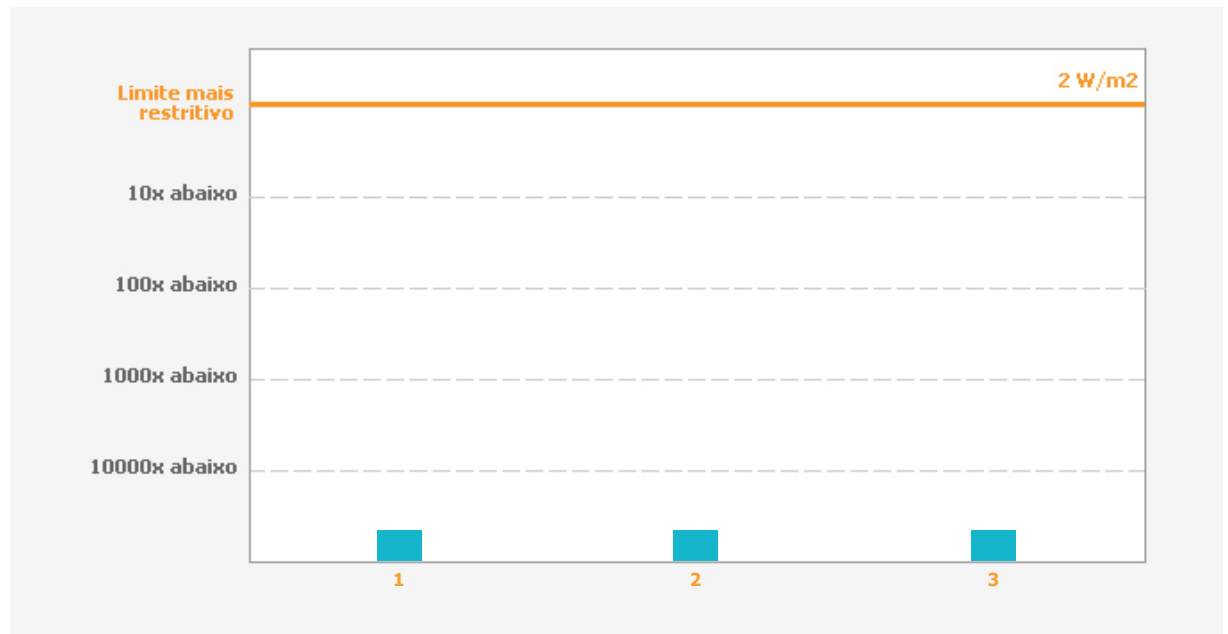 2 W/m2
Limite mais
restritivo
10x abaixo
100x abaixo
1000x abaixo
10000x abaixo
1
2
3